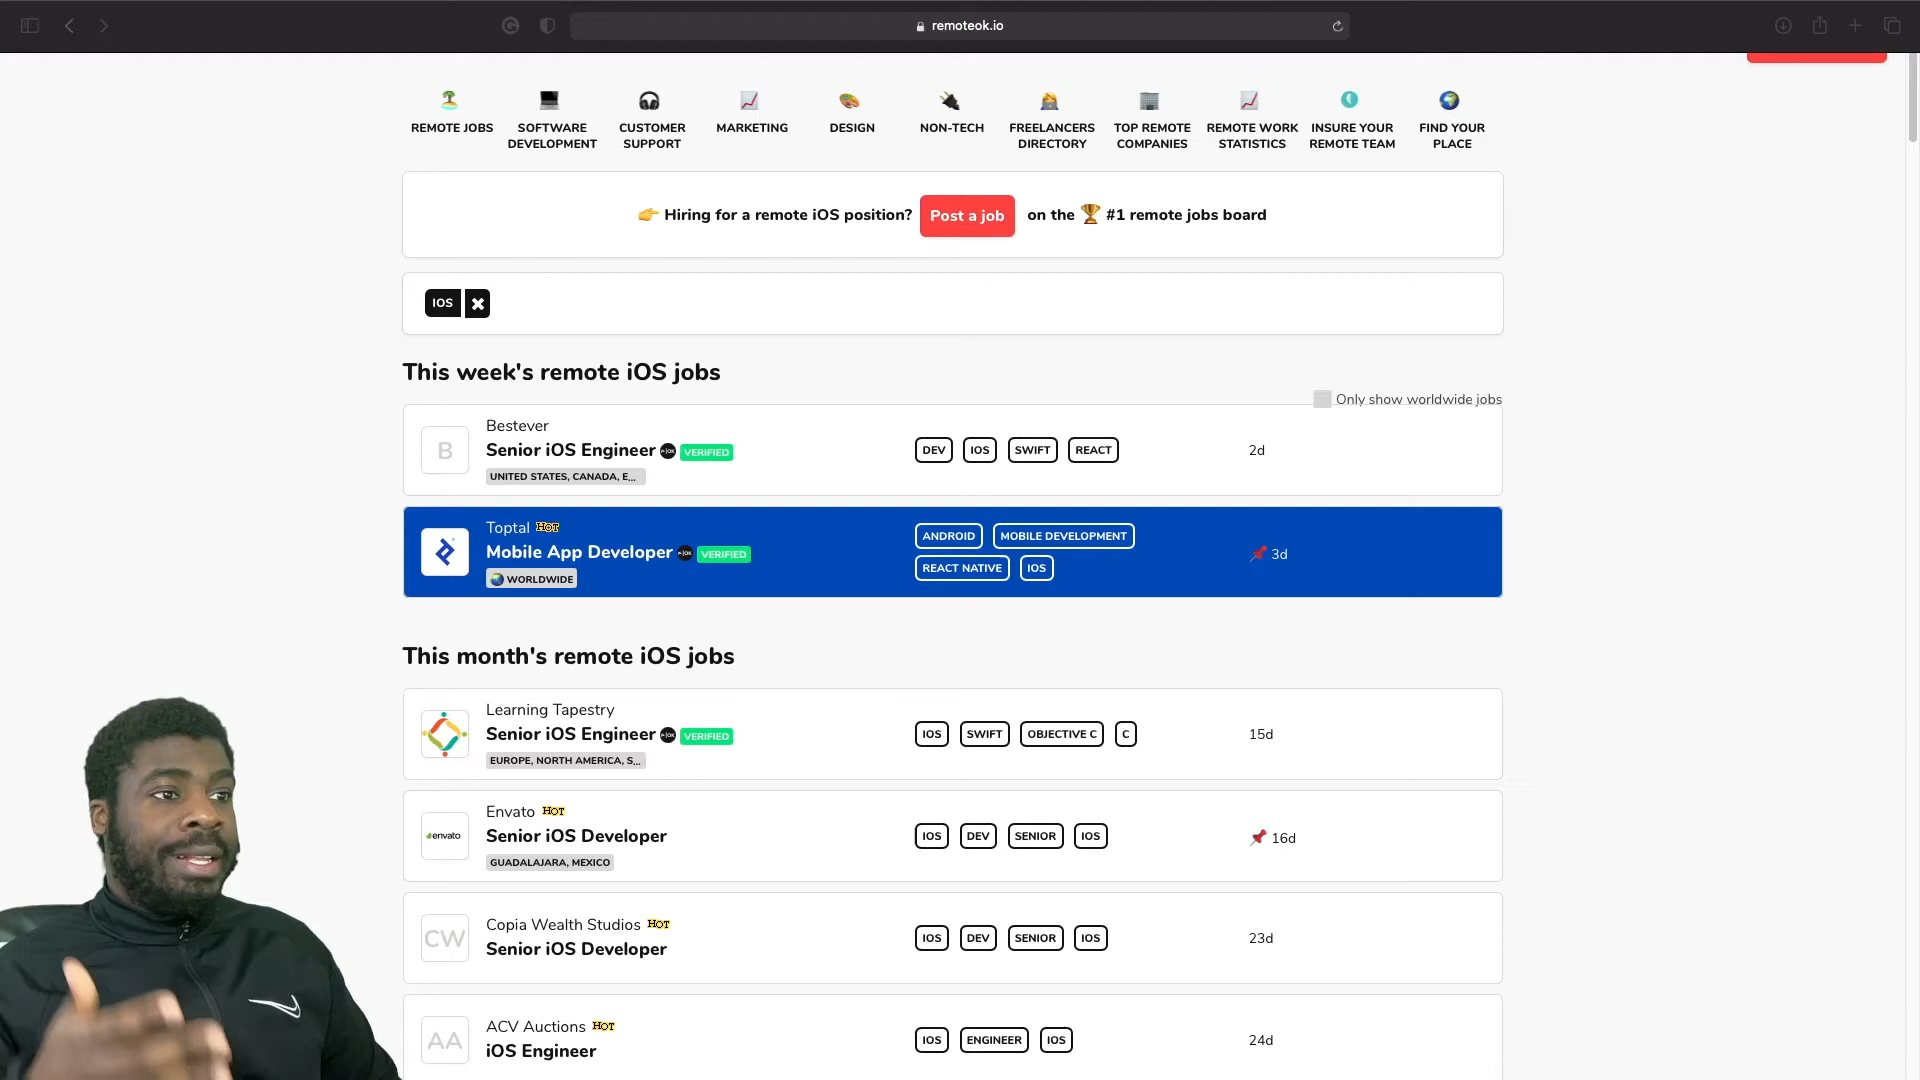 remoteok.io
REMOTE JOBS
SOFTWARE
DEVELOPMENT
CUSTOMER
SUPPORT
MARKETING
DESIGN
NON-TECH
FREELANCERS
DIRECTORY
TOP REMOTE
COMPANIES
REMOTE WORK
STATISTICS
INSURE YOUR
REMOTE TEAM
FIND YOUR
PLACE
👉 Hiring for a remote iOS position? Post a job on the 🏆 #1 remote jobs board
IOS
This week's remote iOS jobs
Only show worldwide jobs
B
Bestever
Senior iOS Engineer VERIFIED
UNITED STATES, CANADA, E...
DEV IOS SWIFT REACT
2d
Toptal HOT
Mobile App Developer VERIFIED
WORLDWIDE
ANDROID MOBILE DEVELOPMENT
REACT NATIVE IOS
3d
This month's remote iOS jobs
Learning Tapestry
Senior iOS Engineer VERIFIED
EUROPE, NORTH AMERICA, S...
IOS SWIFT OBJECTIVE C C
15d
envato
Envato HOT
Senior iOS Developer
GUADALAJARA, MEXICO
IOS DEV SENIOR IOS
16d
CW
Copia Wealth Studios HOT
Senior iOS Developer
IOS DEV SENIOR IOS
23d
AA
ACV Auctions HOT
iOS Engineer
IOS ENGINEER IOS
24d